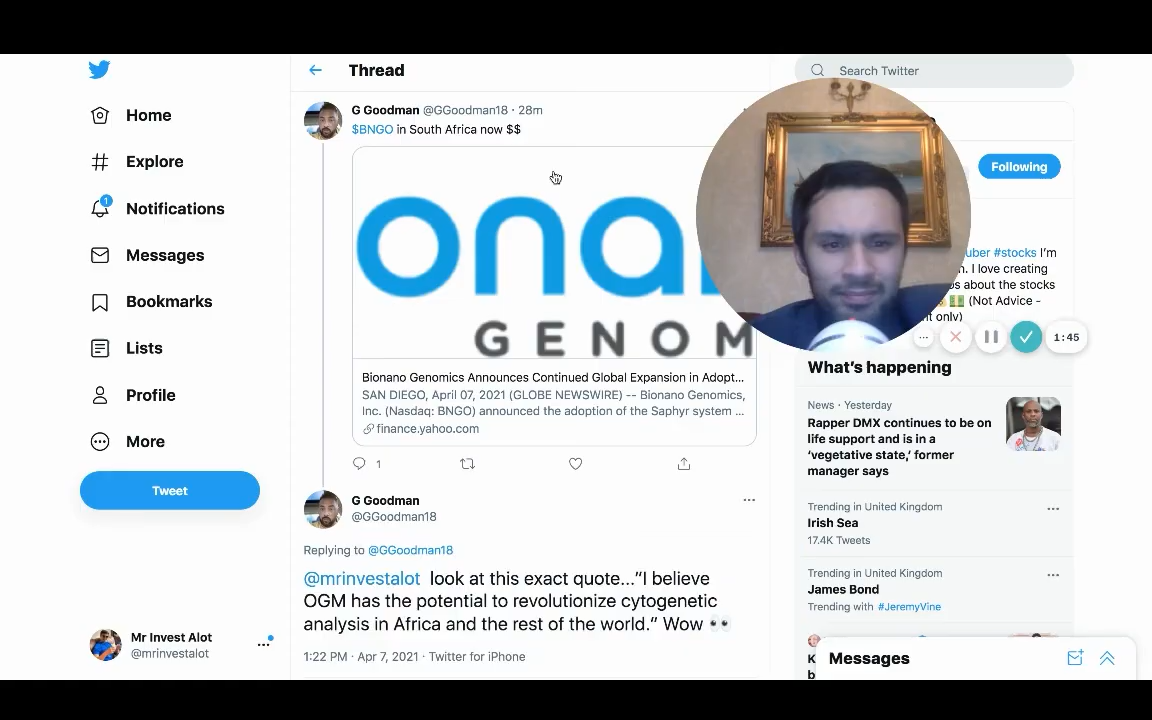 Thread
Search Twitter
Home
Explore
Notifications
1
Messages
Bookmarks
Lists
Profile
More
Tweet
Mr Invest Alot
@mrinvestalot
G Goodman @GGoodman18 · 28m
$BNGO in South Africa now $$
onan
GENOM
Bionano Genomics Announces Continued Global Expansion in Adopt...
SAN DIEGO, April 07, 2021 (GLOBE NEWSWIRE) -- Bionano Genomics,
Inc. (Nasdaq: BNGO) announced the adoption of the Saphyr system ...
finance.yahoo.com
1
G Goodman
@GGoodman18
Replying to @GGoodman18
@mrinvestalot look at this exact quote..."I believe
OGM has the potential to revolutionize cytogenetic
analysis in Africa and the rest of the world." Wow 👀
1:22 PM · Apr 7, 2021 · Twitter for iPhone
Following
uber #stocks I'm
. I love creating
s about the stocks
(Not Advice -
nt only)
1:45
What's happening
News · Yesterday
Rapper DMX continues to be on
life support and is in a
'vegetative state,' former
manager says
Trending in United Kingdom
Irish Sea
17.4K Tweets
Trending in United Kingdom
James Bond
Trending with #JeremyVine
Messages